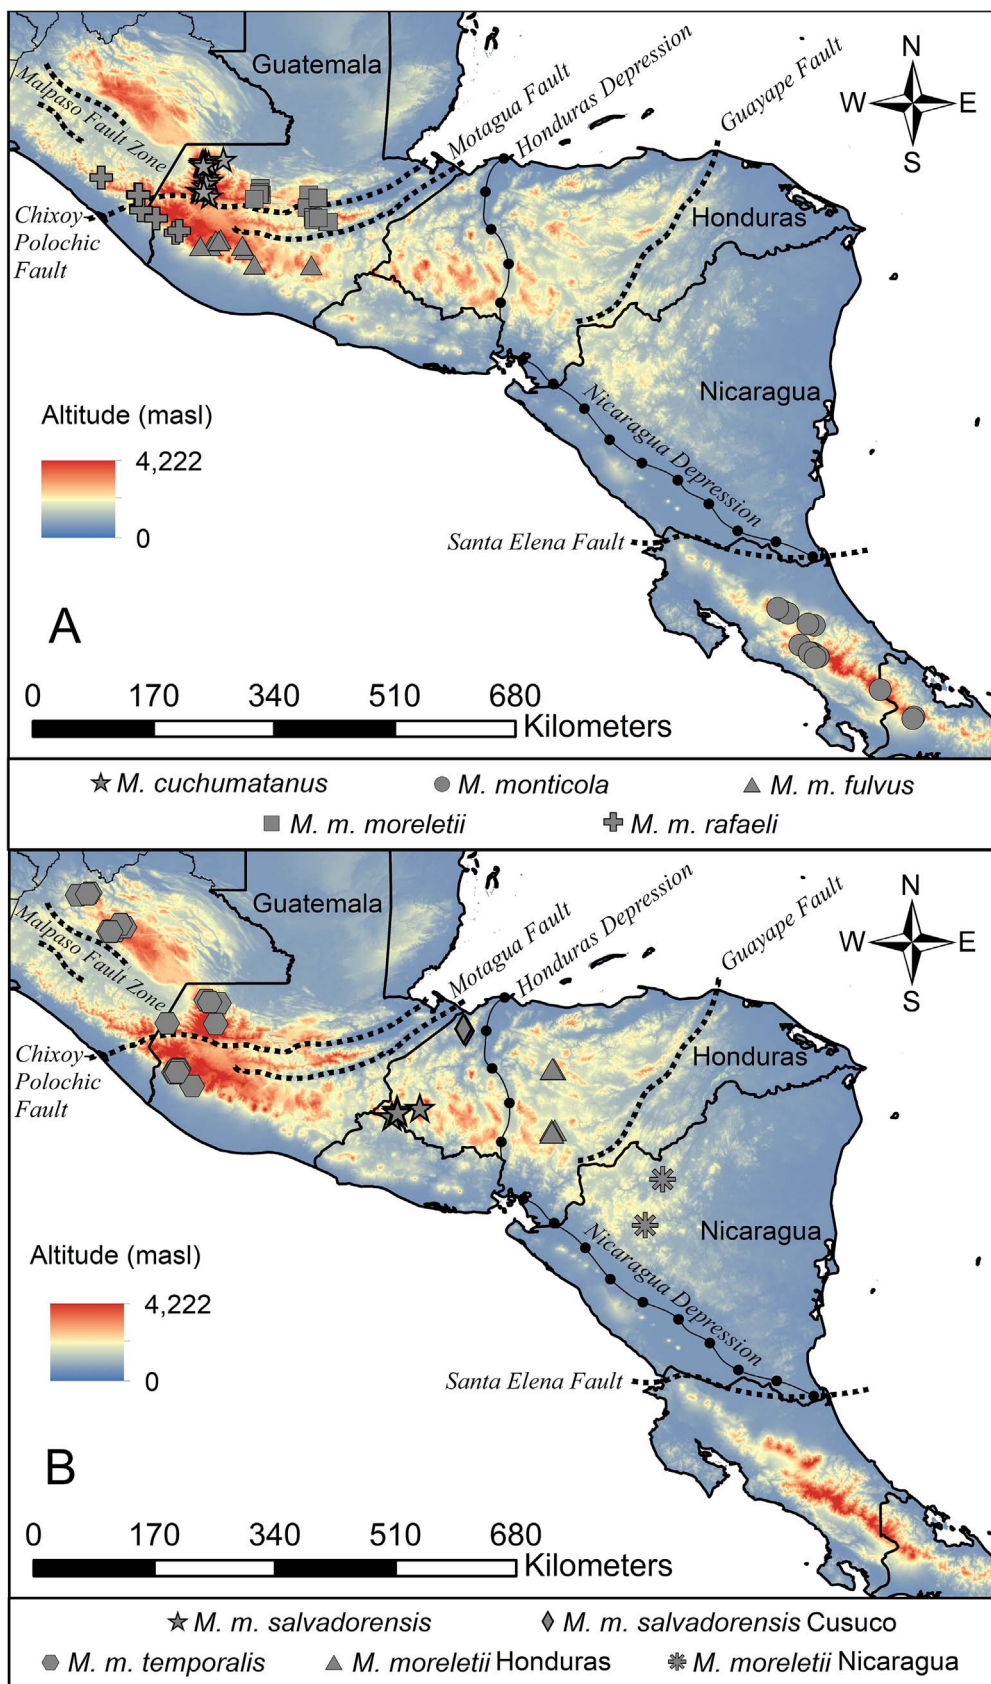 Guatemala
Malpaso Fault Zone
Motagua Fault
Honduras Depression
Guayape Fault
N
W E
S
Chixoy-
Polochic
Fault
Honduras
Nicaragua
Altitude (masl)
4,222
0
Nicaragua Depression
Santa Elena Fault
A
0 170 340 510 680
Kilometers
M. cuchumatanus M. monticola M. m. fulvus
M. m. moreletii M. m. rafaeli
Guatemala
Malpaso Fault Zone
Motagua Fault
Honduras Depression
Guayape Fault
N
W E
S
Chixoy-
Polochic
Fault
Honduras
Nicaragua
Altitude (masl)
4,222
0
Nicaragua Depression
Santa Elena Fault
B
0 170 340 510 680
Kilometers
M. m. salvadorensis M. m. salvadorensis Cusuco
M. m. temporalis M. moreletii Honduras M. moreletii Nicaragua